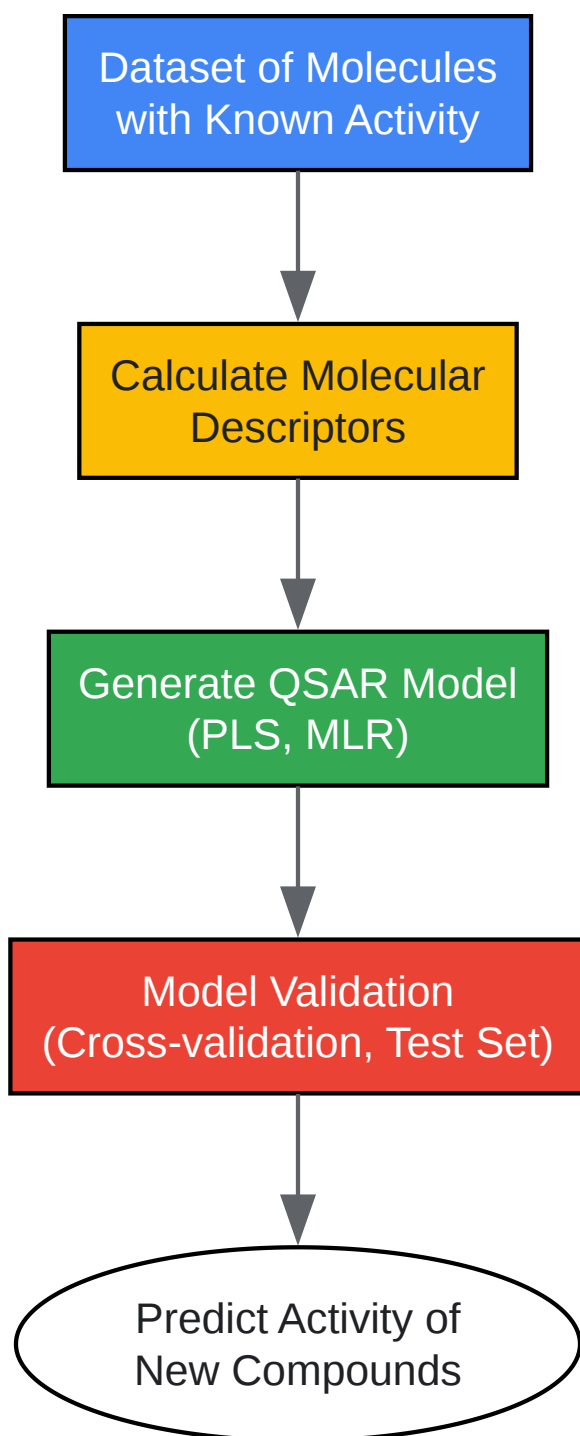 Dataset of Molecules
with Known Activity
Calculate Molecular
Descriptors
Generate QSAR Model
(PLS, MLR)
Model Validation
(Cross-validation, Test Set)
Predict Activity of
New Compounds